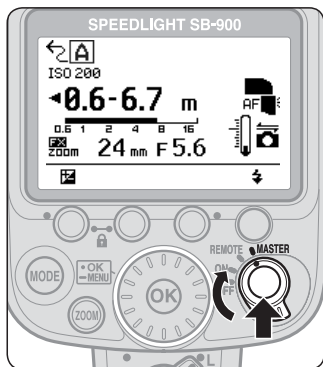 SPEEDLIGHT SB-900
A
ISO 200
0.6-6.7 m
AF
0.6 1 2 4 8 16
FX
zoom 24 mm F 5.6
REMOTE MASTER
ON
OFF
MODE
OK
MENU
ZOOM
OK
L